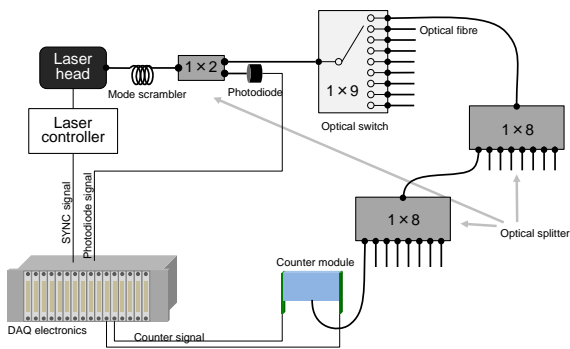 Laser
head
Mode scrambler
1×2
Photodiode
1×9
Optical switch
Optical fibre
1×8
Laser
controller
SYNC signal
Photodiode signal
1×8
Optical splitter
Counter module
DAQ electronics
Counter signal